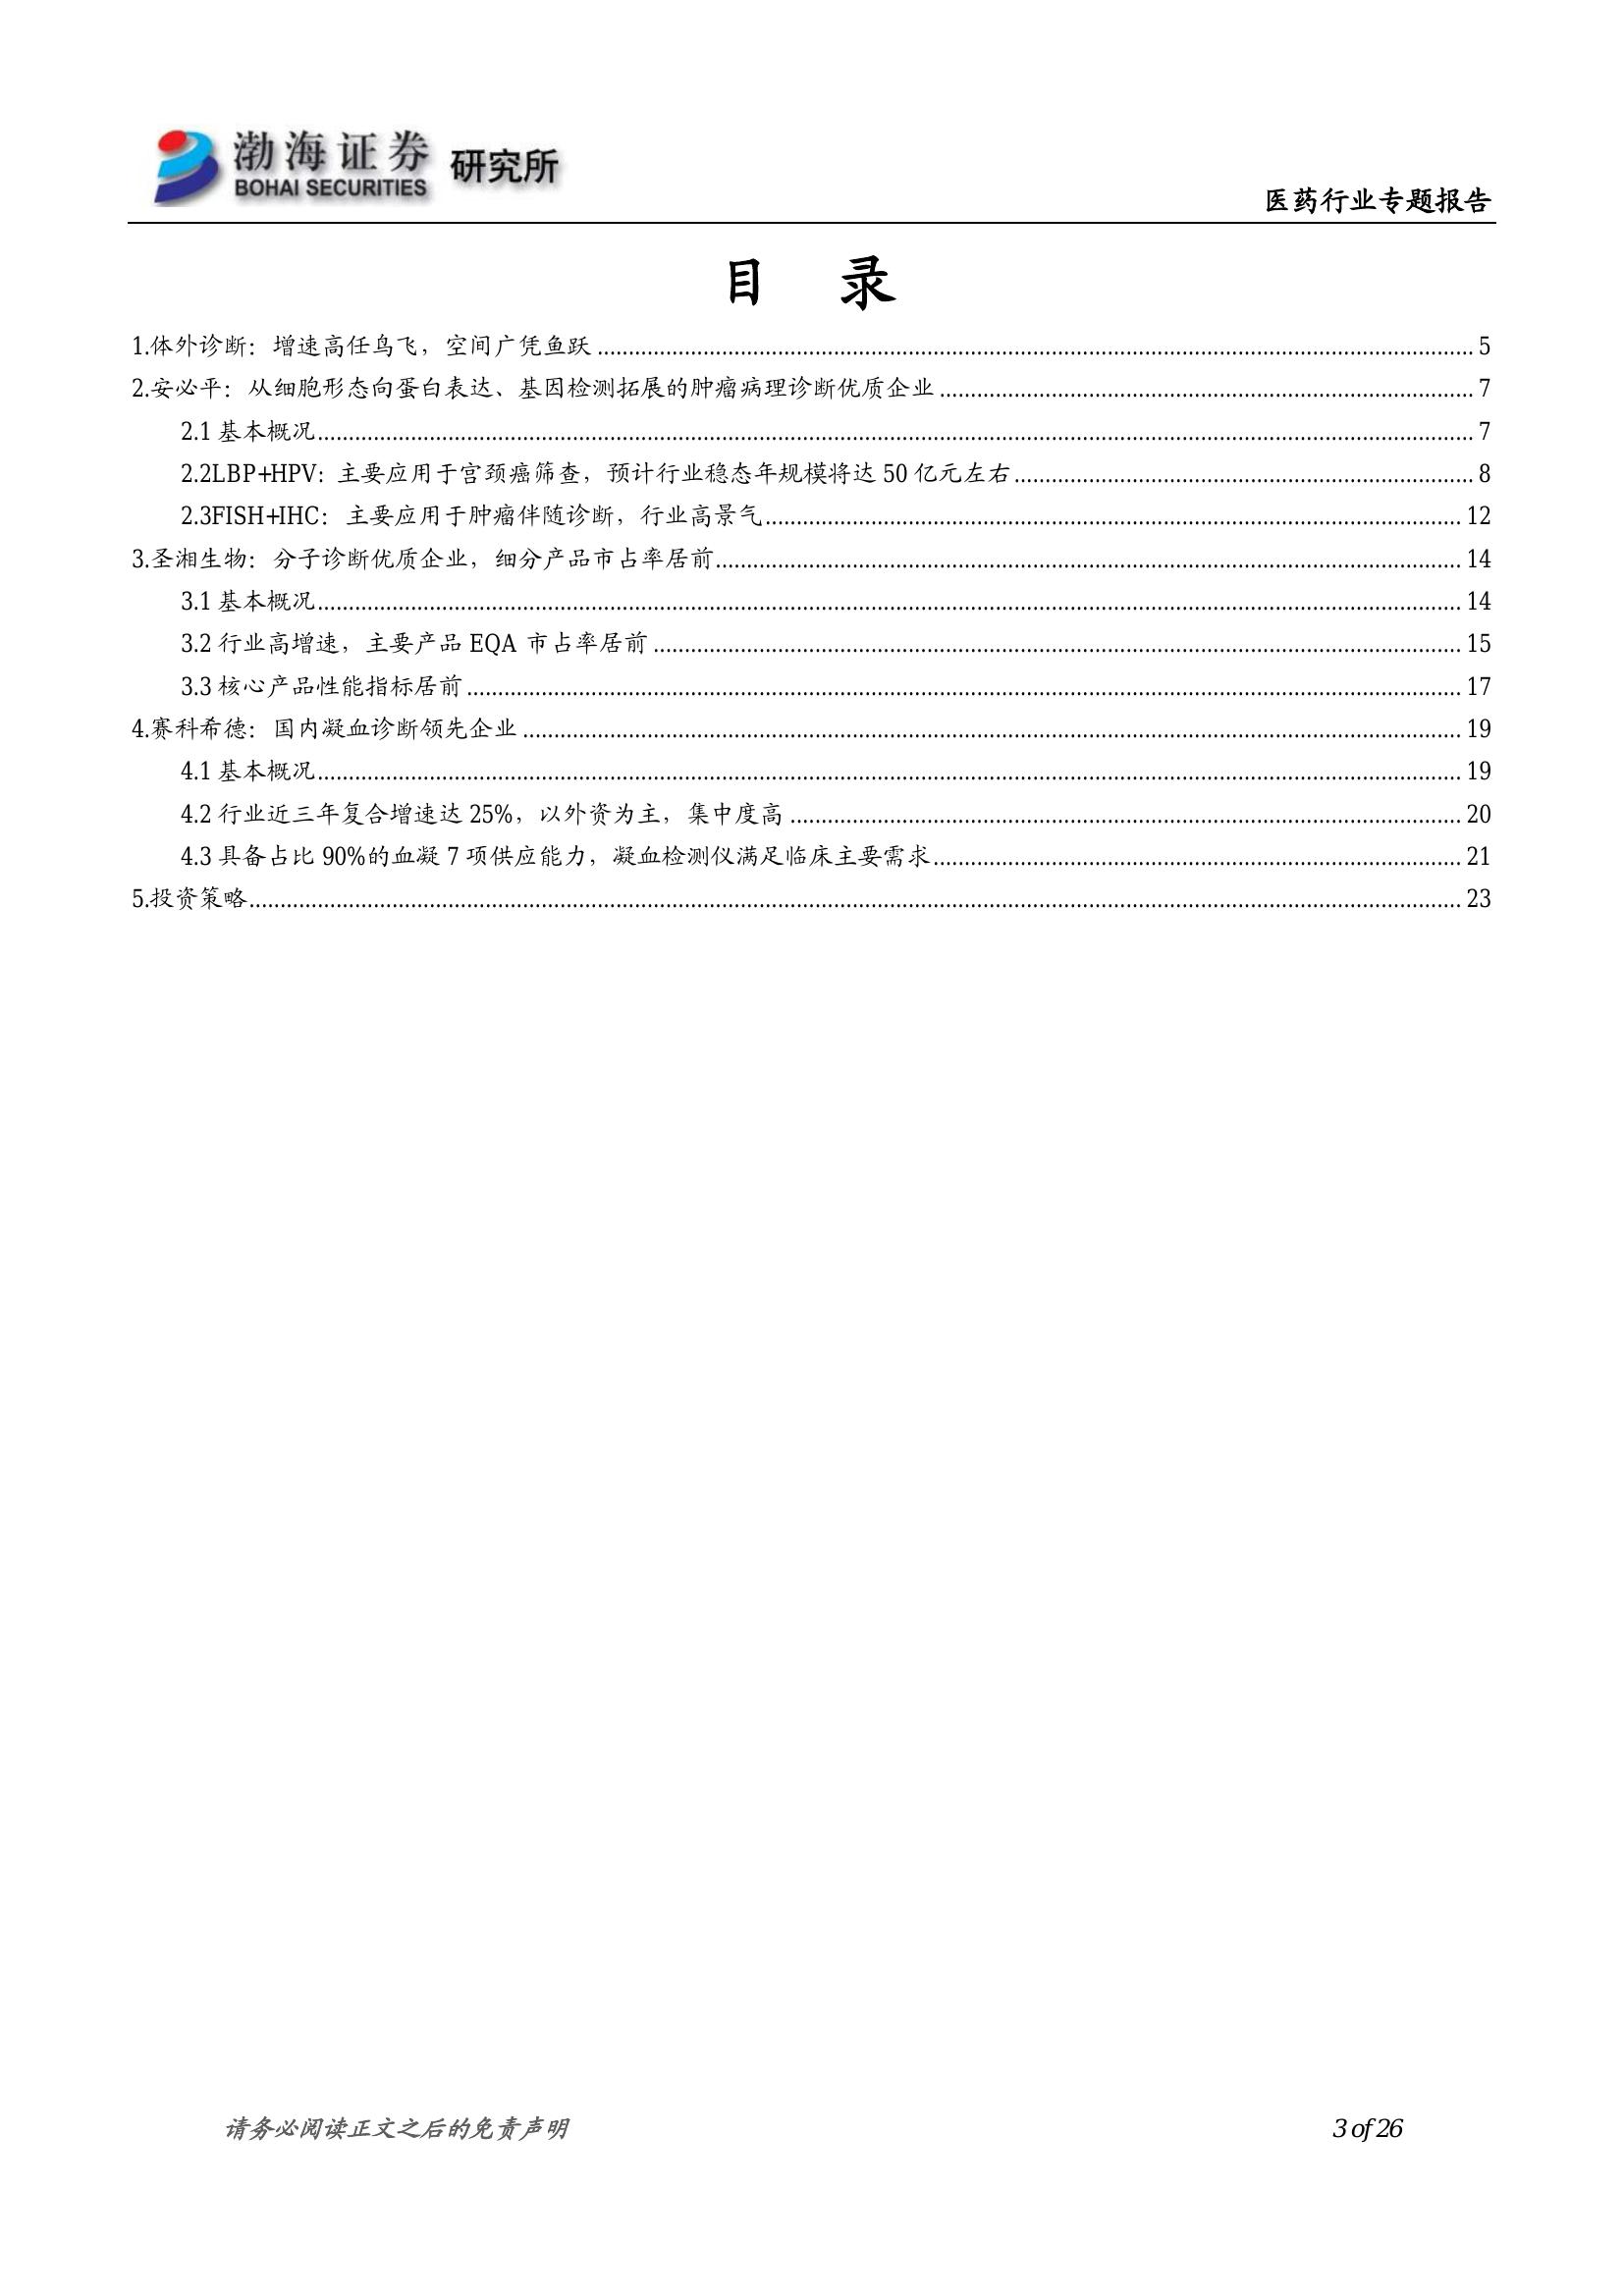 渤海证券 研究所
BOHAI SECURITIES
医药行业专题报告
目 录
1.体外诊断：增速高任鸟飞，空间广凭鱼跃 5
2.安必平：从细胞形态向蛋白表达、基因检测拓展的肿瘤病理诊断优质企业 7
2.1 基本概况 7
2.2LBP+HPV：主要应用于宫颈癌筛查，预计行业稳态年规模将达 50 亿元左右 8
2.3FISH+IHC：主要应用于肿瘤伴随诊断，行业高景气 12
3.圣湘生物：分子诊断优质企业，细分产品市占率居前 14
3.1 基本概况 14
3.2 行业高增速，主要产品 EQA 市占率居前 15
3.3 核心产品性能指标居前 17
4.赛科希德：国内凝血诊断领先企业 19
4.1 基本概况 19
4.2 行业近三年复合增速达 25%，以外资为主，集中度高 20
4.3 具备占比 90%的血凝 7 项供应能力，凝血检测仪满足临床主要需求 21
5.投资策略 23
请务必阅读正文之后的免责声明
3 of 26